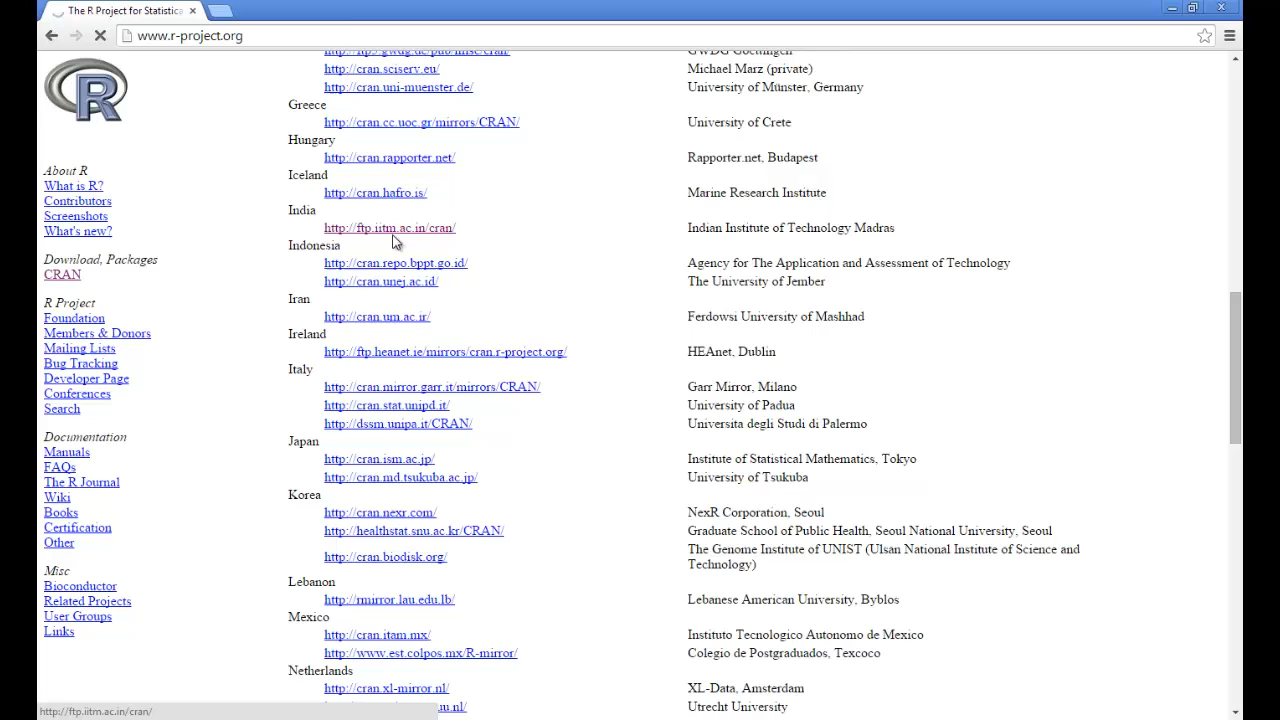 The R Project for Statistica
www.r-project.org
R
About R
What is R?
Contributors
Screenshots
What's new?
Download, Packages
CRAN
R Project
Foundation
Members & Donors
Mailing Lists
Bug Tracking
Developer Page
Conferences
Search
Documentation
Manuals
FAQs
The R Journal
Wiki
Books
Certification
Other
Misc
Bioconductor
Related Projects
User Groups
Links
http://ftp5.gwdg.de/pub/misc/cran/ GWDG Goettingen
http://cran.sciserv.eu/ Michael Marz (private)
http://cran.uni-muenster.de/ University of Münster, Germany
Greece
http://cran.cc.uoc.gr/mirrors/CRAN/ University of Crete
Hungary
http://cran.rapporter.net/ Rapporter.net, Budapest
Iceland
http://cran.hafro.is/ Marine Research Institute
India
http://ftp.iitm.ac.in/cran/ Indian Institute of Technology Madras
Indonesia
http://cran.repo.bppt.go.id/ Agency for The Application and Assessment of Technology
http://cran.unej.ac.id/ The University of Jember
Iran
http://cran.um.ac.ir/ Ferdowsi University of Mashhad
Ireland
http://ftp.heanet.ie/mirrors/cran.r-project.org/ HEAnet, Dublin
Italy
http://cran.mirror.garr.it/mirrors/CRAN/ Garr Mirror, Milano
http://cran.stat.unipd.it/ University of Padua
http://dssm.unipa.it/CRAN/ Universita degli Studi di Palermo
Japan
http://cran.ism.ac.jp/ Institute of Statistical Mathematics, Tokyo
http://cran.md.tsukuba.ac.jp/ University of Tsukuba
Korea
http://cran.nexr.com/ NexR Corporation, Seoul
http://healthstat.snu.ac.kr/CRAN/ Graduate School of Public Health, Seoul National University, Seoul
http://cran.biodisk.org/ The Genome Institute of UNIST (Ulsan National Institute of Science and
Technology)
Lebanon
http://rmirror.lau.edu.lb/ Lebanese American University, Byblos
Mexico
http://cran.itam.mx/ Instituto Tecnologico Autonomo de Mexico
http://www.est.colpos.mx/R-mirror/ Colegio de Postgraduados, Texcoco
Netherlands
http://cran.xl-mirror.nl/ XL-Data, Amsterdam
uu.nl/ Utrecht University
http://ftp.iitm.ac.in/cran/